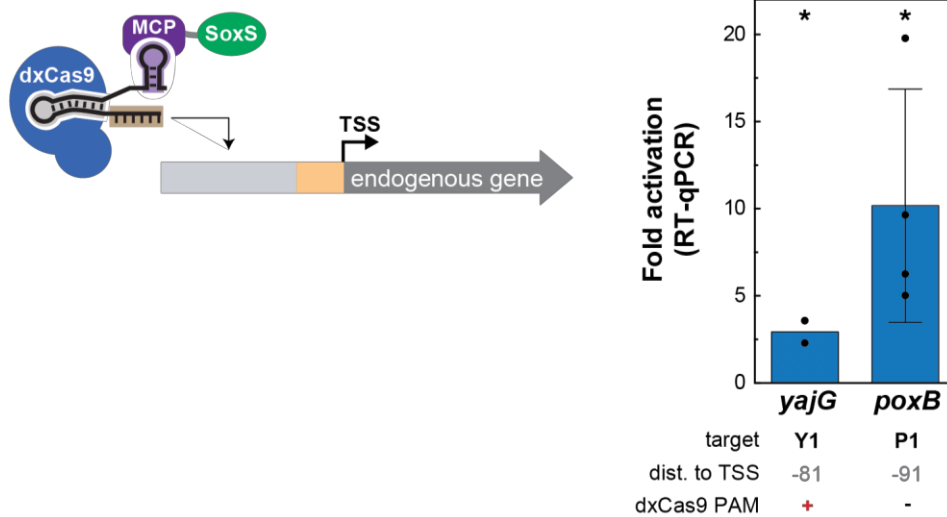 MCP
SoxS
dxCas9
TSS
endogenous gene
Fold activation
(RT-qPCR)
20
15
10
5
0
* *
yajG poxB
target Y1 P1
dist. to TSS -81 -91
dxCas9 PAM + -